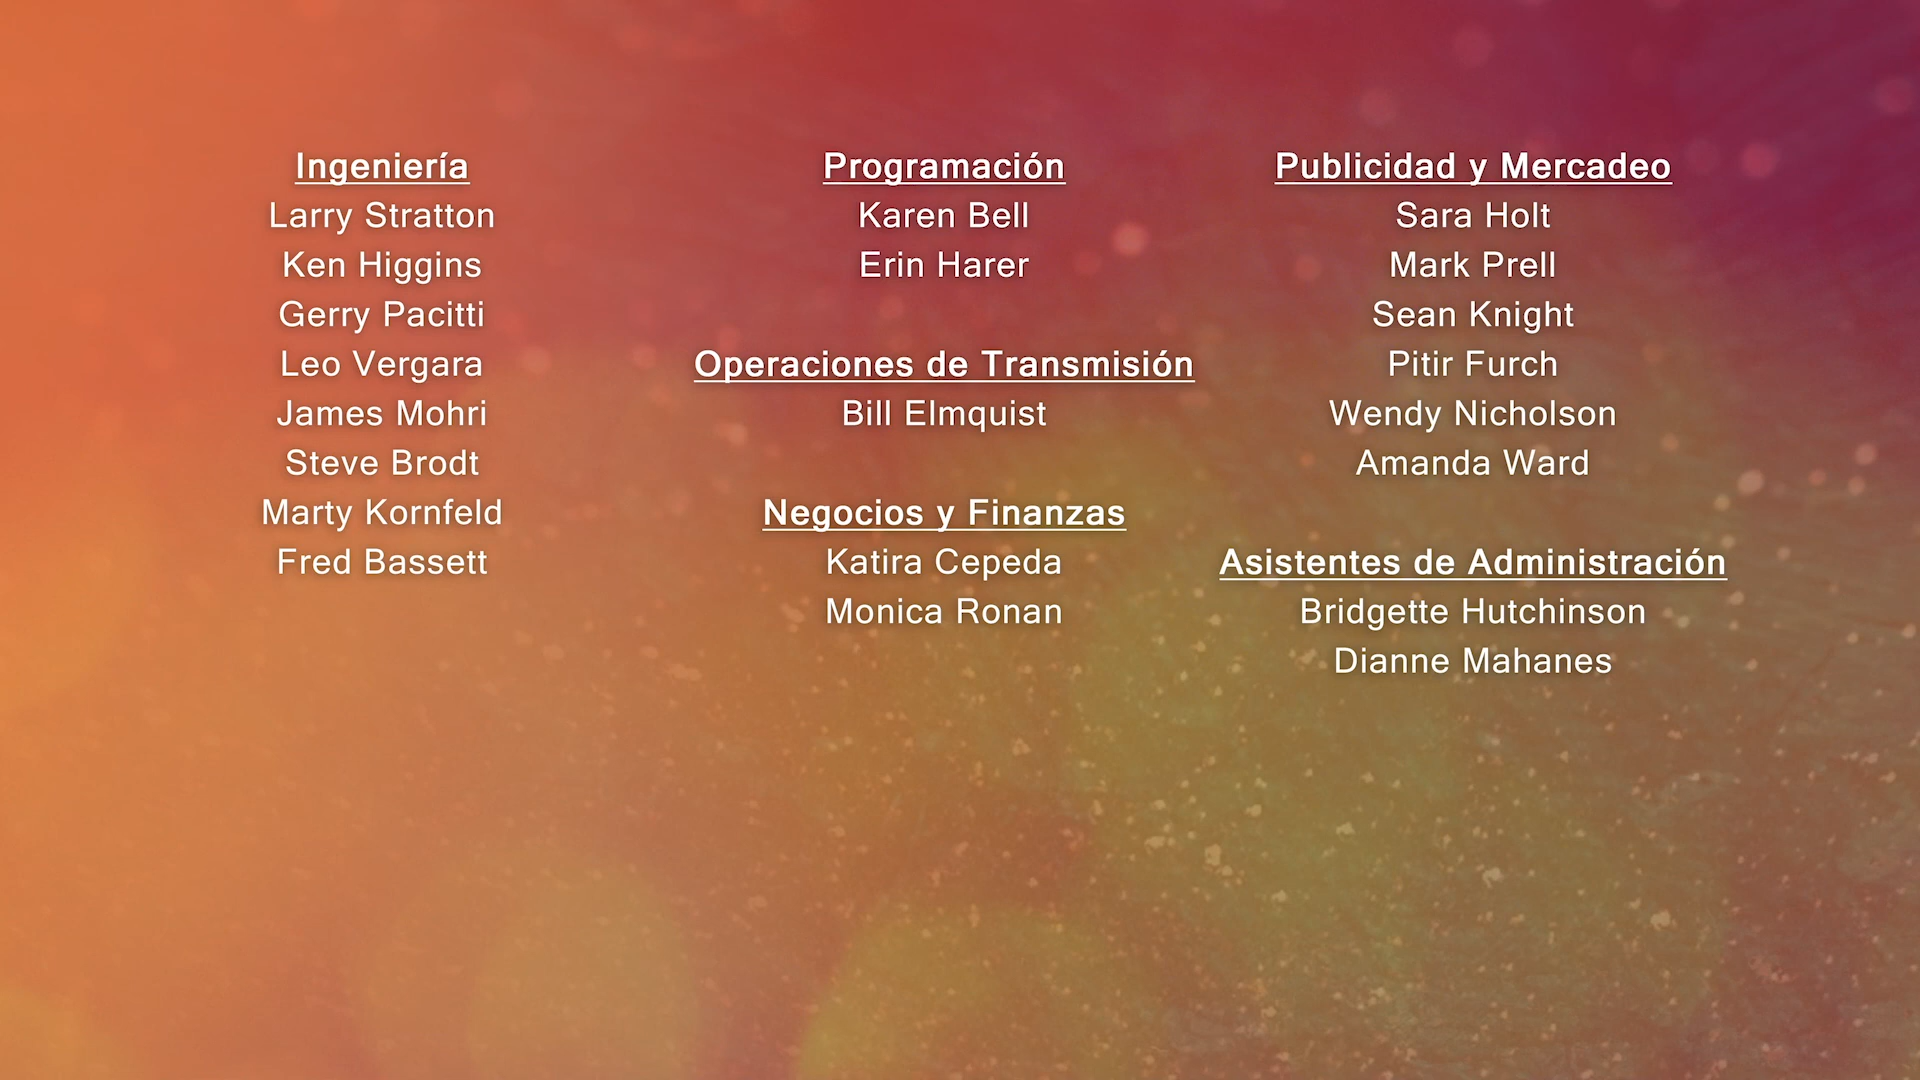 Ingeniería
Larry Stratton
Ken Higgins
Gerry Pacitti
Leo Vergara
James Mohri
Steve Brodt
Marty Kornfeld
Fred Bassett
Programación
Karen Bell
Erin Harer
Operaciones de Transmisión
Bill Elmquist
Negocios y Finanzas
Katira Cepeda
Monica Ronan
Publicidad y Mercadeo
Sara Holt
Mark Prell
Sean Knight
Pitir Furch
Wendy Nicholson
Amanda Ward
Asistentes de Administración
Bridgette Hutchinson
Dianne Mahanes